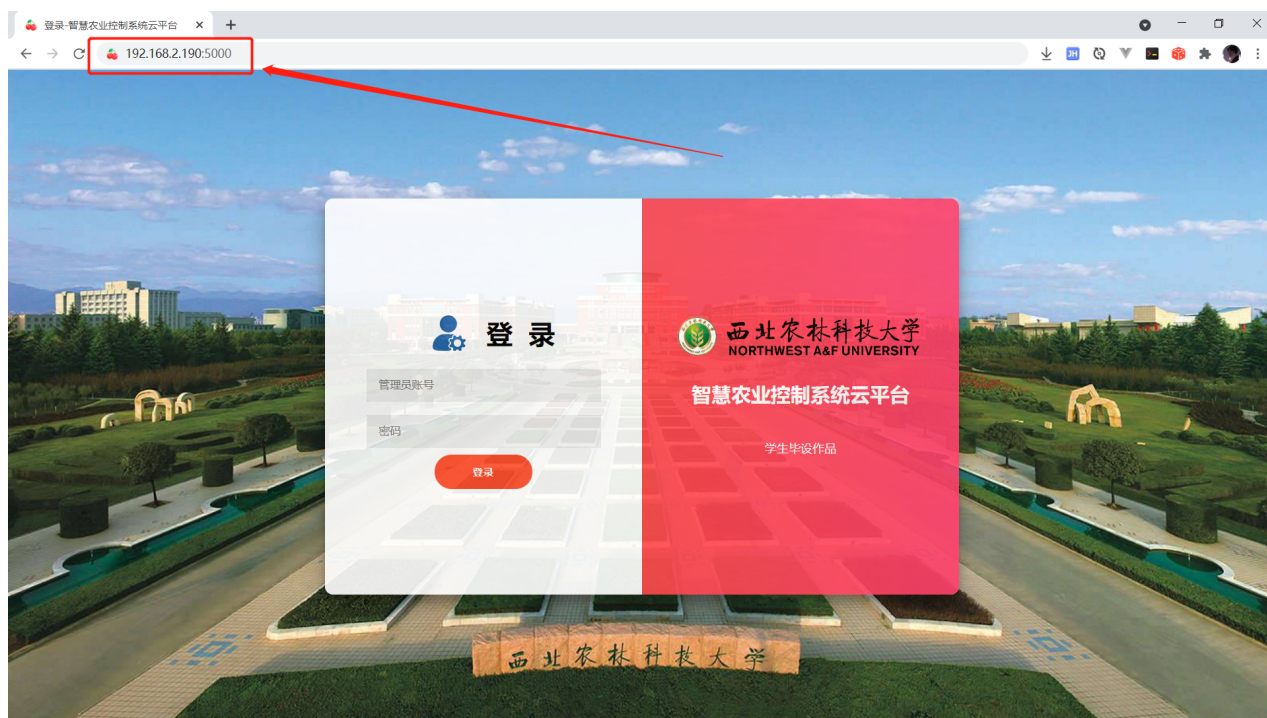 登录-智慧农业控制系统云平台
192.168.2.190:5000
JH
登 录
管理员账号
密码
登录
西北农林科技大学
NORTHWEST A&F UNIVERSITY
智慧农业控制系统云平台
学生毕设作品
西北农林科技大学